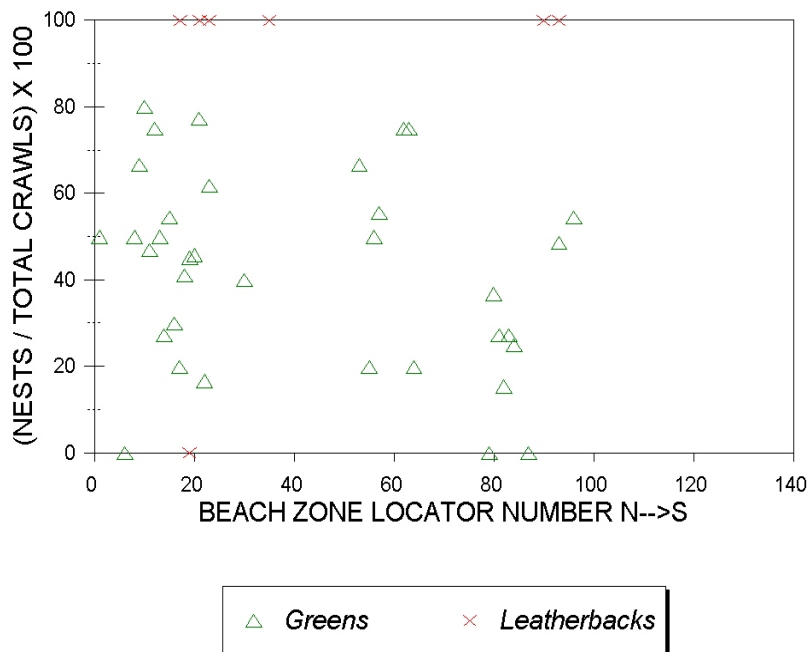 (NESTS / TOTAL CRAWLS) X 100
100
80
60
40
20
0
0 20 40 60 80 100 120 140
BEACH ZONE LOCATOR NUMBER N-->S
Greens Leatherbacks